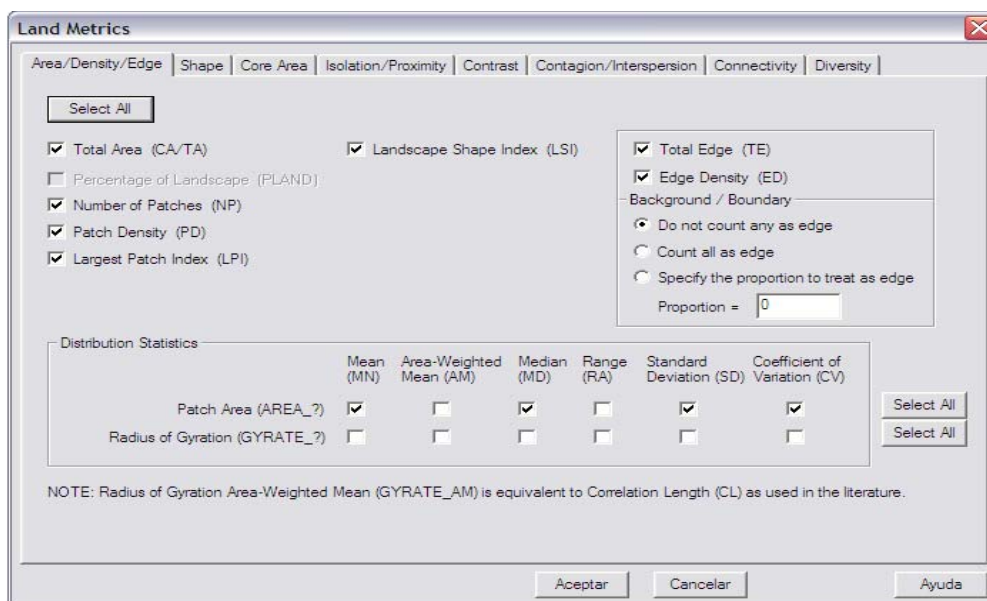 Land Metrics
Area/Density/Edge Shape Core Area Isolation/Proximity Contrast Contagion/Interspersion Connectivity Diversity
Select All
Total Area (CA/TA)
Percentage of Landscape (PLAND)
Number of Patches (NP)
Patch Density (PD)
Largest Patch Index (LPI)
Landscape Shape Index (LSI)
Total Edge (TE)
Edge Density (ED)
Background / Boundary
Do not count any as edge
Count all as edge
Specify the proportion to treat as edge
Proportion = 0
Distribution Statistics
Mean (MN) Area-Weighted Mean (AM) Median (MD) Range (RA) Standard Deviation (SD) Coefficient of Variation (CV)
Patch Area (AREA_?) Select All
Radius of Gyration (GYRATE_?) Select All
NOTE: Radius of Gyration Area-Weighted Mean (GYRATE_AM) is equivalent to Correlation Length (CL) as used in the literature.
Aceptar Cancelar Ayuda